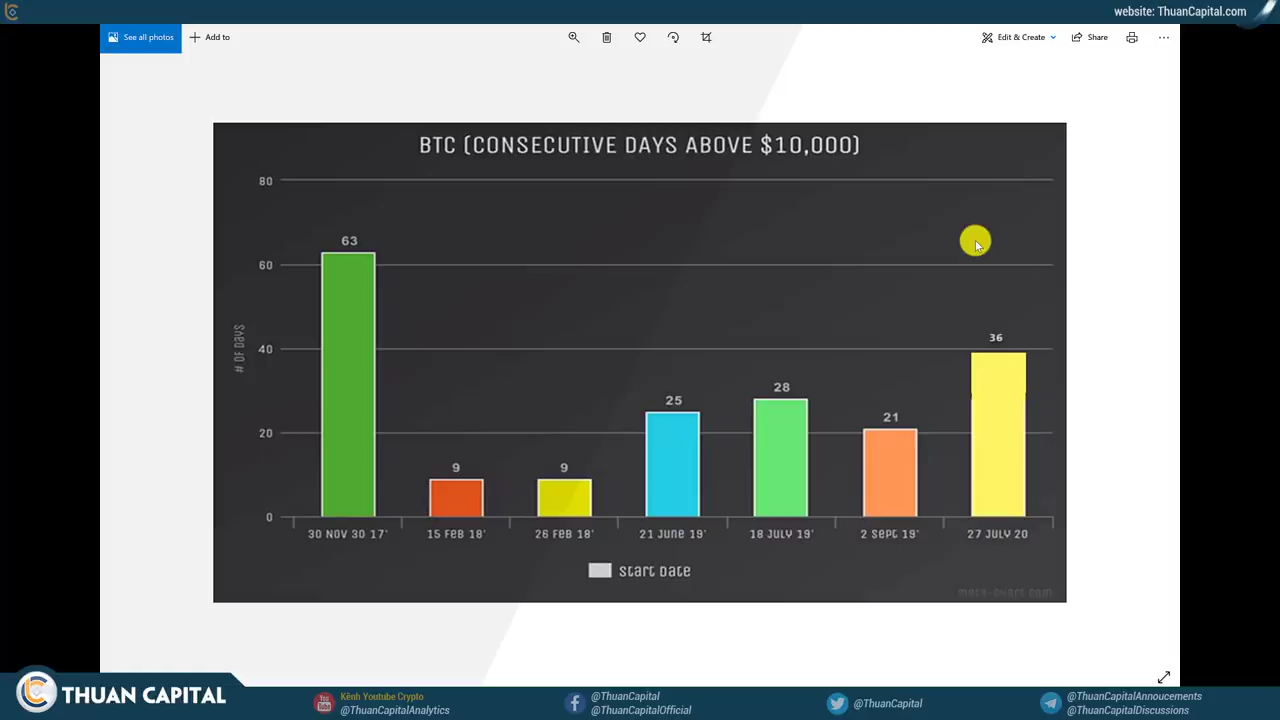 website: ThuanCapital.com
See all photos
Add to
Edit & Create
Share
BTC (CONSECUTIVE DAYS ABOVE $10,000)
80
60
40
20
0
# OF DAYS
63
9
9
25
28
21
36
30 NOV 30 17'
15 FEB 18'
26 FEB 18'
21 JUNE 19'
18 JULY 19'
2 SEPT 19'
27 JULY 20
START DATE
THUAN CAPITAL
You
Tube
Kênh Youtube Crypto
@ThuanCapitalAnalytics
@ThuanCapital
@ThuanCapitalOfficial
@ThuanCapital
@ThuanCapitalAnnoucements
@ThuanCapitalDiscussions